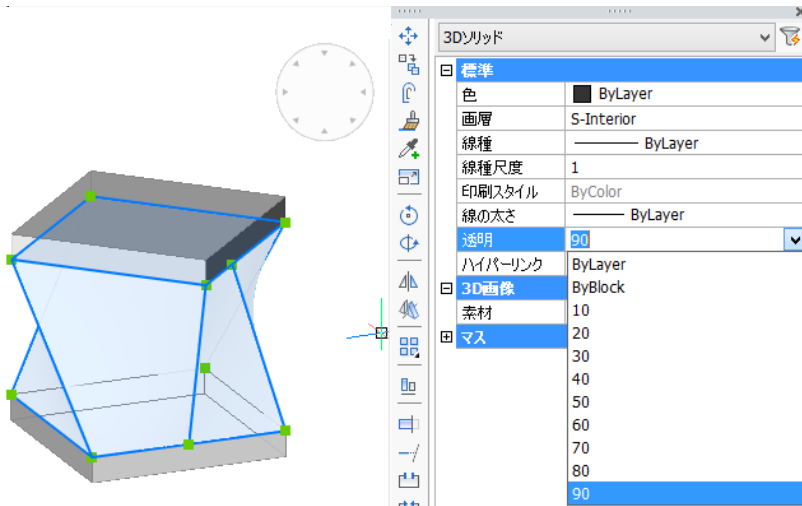 3Dソリッド
標準
色 ByLayer
画層 S-Interior
線種 ByLayer
線種尺度 1
印刷スタイル ByColor
線の太さ ByLayer
透明 90
ハイパーリンク
ByLayer
3D画像
ByBlock
素材
10
マス
20
30
40
50
60
70
80
90